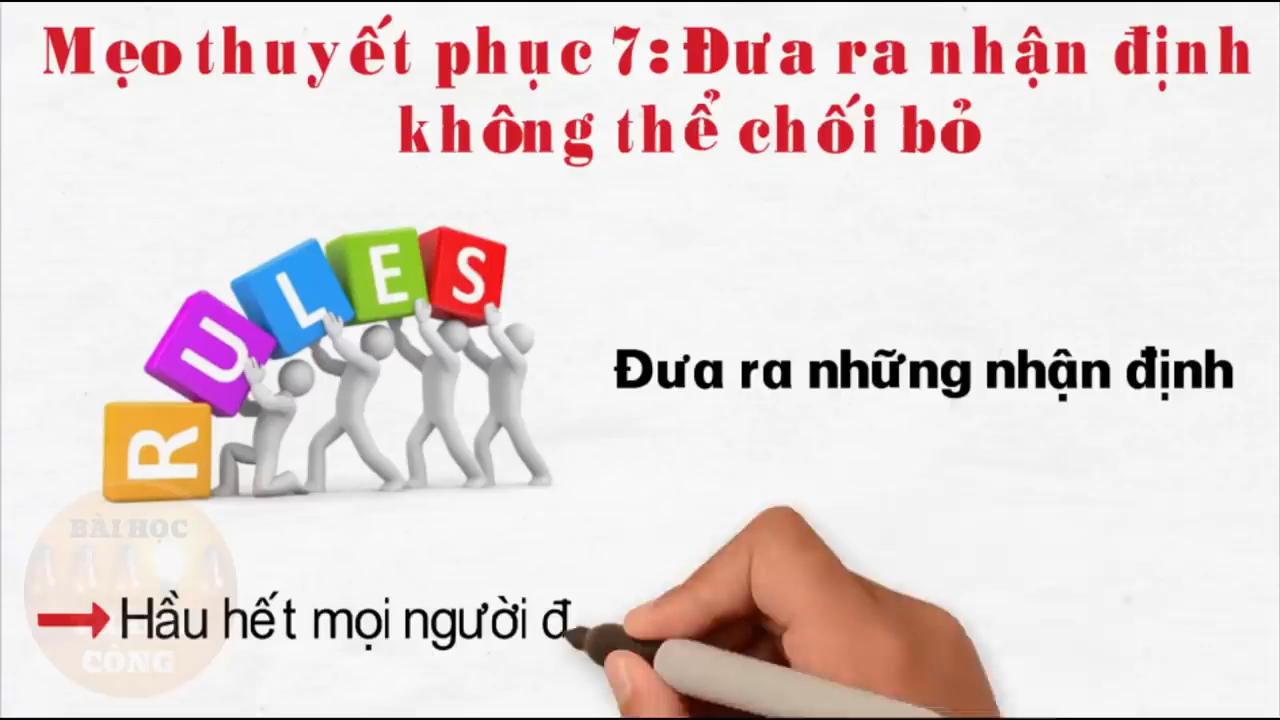 Mẹo thuyết phục 7: Đưa ra nhận định
không thể chối bỏ
RULES
Đưa ra những nhận định
BÀI HỌC
Hầu hết mọi người đ
CÔNG